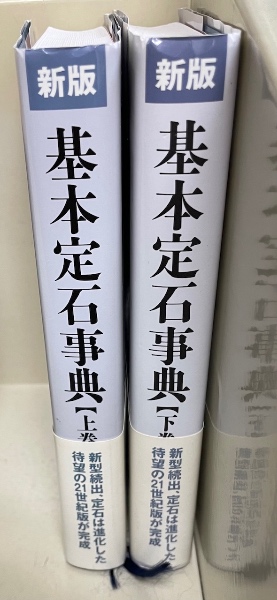 新版
基本定石事典【上巻
新型続出、定石は進化した
待望の21世紀版が完成
新版
基本定石事典【下巻
新型続出、定石は進化した
待望の21世紀版が完成